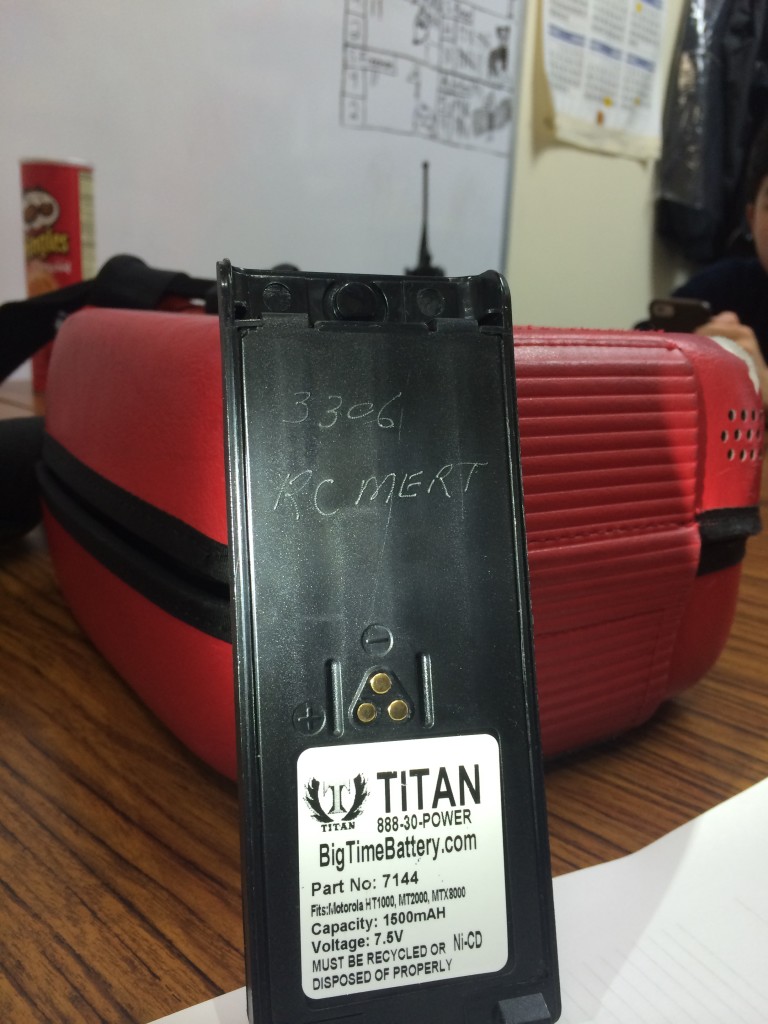 3306
RC MERT
TITAN
TITAN
888-30-POWER
BigTimeBattery.com
Part No: 7144
Fits:Motorola HT1000, MT2000, MTX8000
Capacity: 1500mAH
Voltage: 7.5V
Ni-CD
MUST BE RECYCLED OR
DISPOSED OF PROPERLY